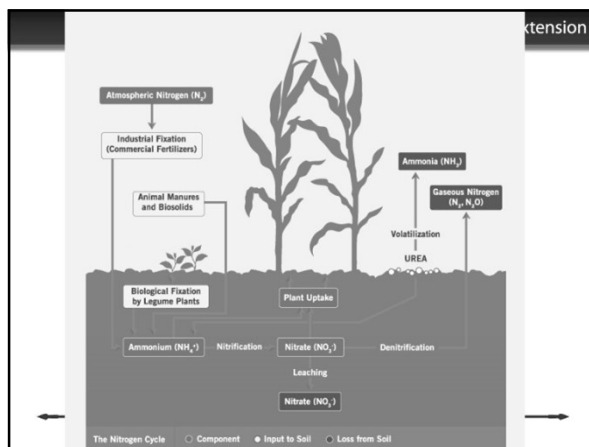 xtension
Atmospheric Nitrogen (N₂)
Industrial Fixation
(Commercial Fertilizers)
Animal Manures
and Biosolids
Ammonia (NH₃)
Gaseous Nitrogen
(N₂, N₂O)
Volatilization
UREA
Biological Fixation
by Legume Plants
Plant Uptake
Ammonium (NH₄⁺)
Nitrification
Nitrate (NO₃⁻)
Denitrification
Leaching
Nitrate (NO₃⁻)
The Nitrogen Cycle
Component
Input to Soil
Loss from Soil